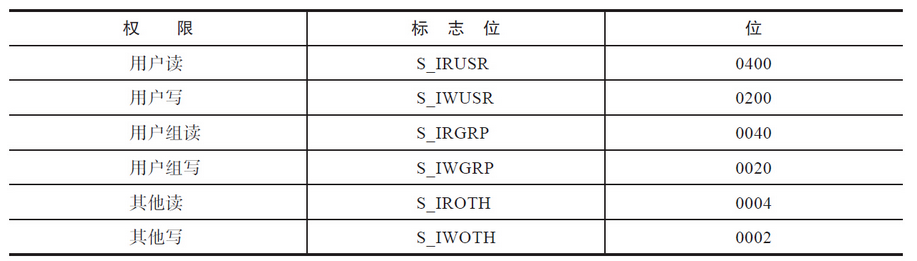 权 限 标 志 位 位
用户读 S_IRUSR 0400
用户写 S_IWUSR 0200
用户组读 S_IRGRP 0040
用户组写 S_IWGRP 0020
其他读 S_IROTH 0004
其他写 S_IWOTH 0002